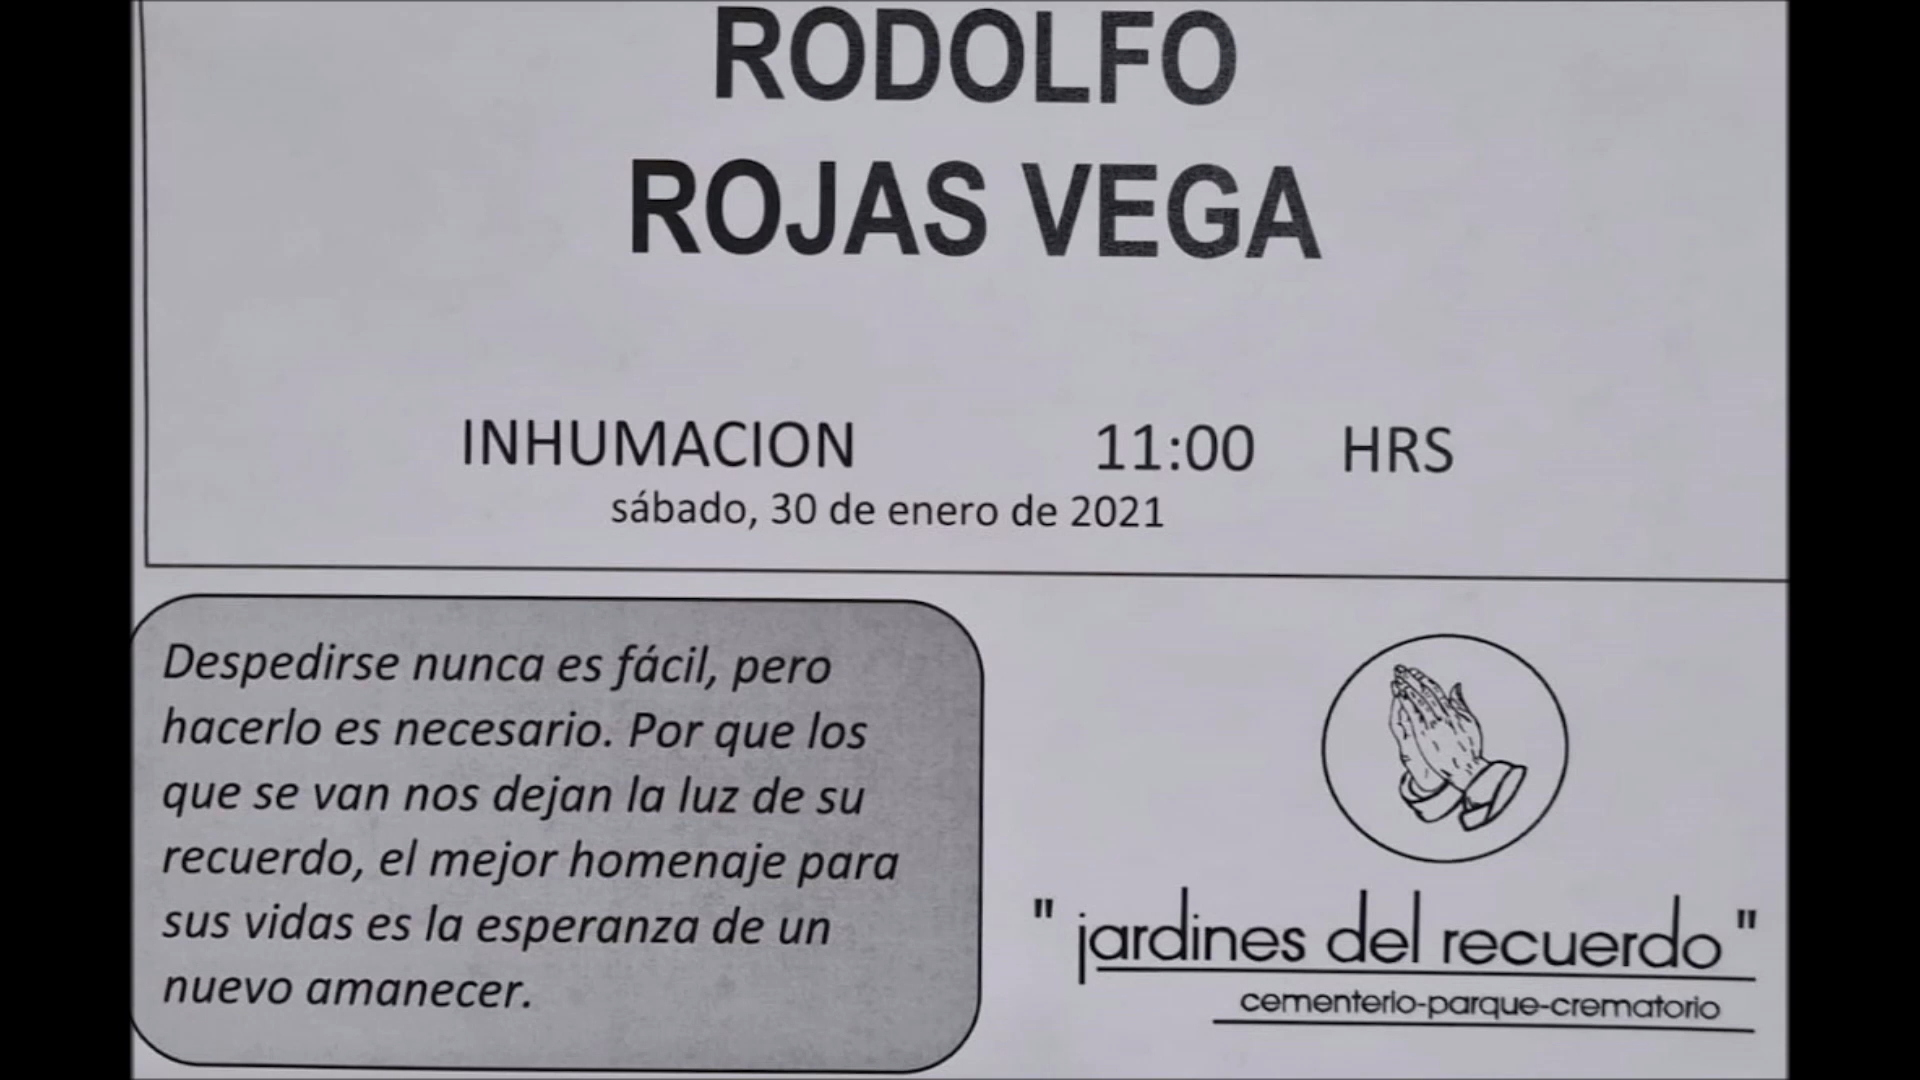 RODOLFO
ROJAS VEGA
INHUMACION 11:00 HRS
sábado, 30 de enero de 2021
Despedirse nunca es fácil, pero
hacerlo es necesario. Por que los
que se van nos dejan la luz de su
recuerdo, el mejor homenaje para
sus vidas es la esperanza de un
nuevo amanecer.
" jardines del recuerdo "
cementerio-parque-crematorio